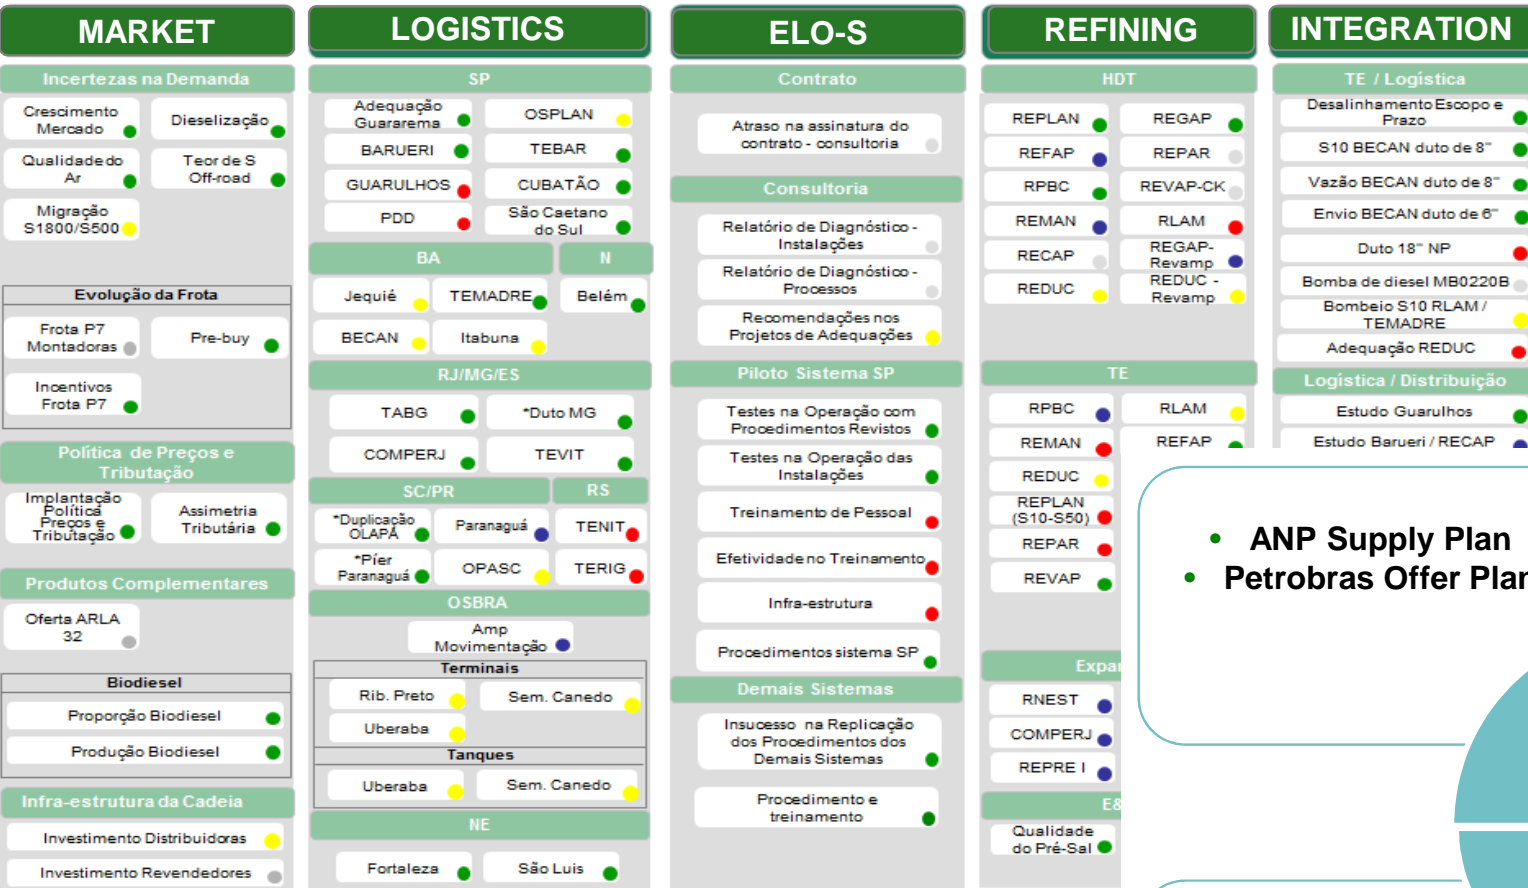 MARKET
Incertezas na Demanda
Crescimento
Mercado
Dieselização
Qualidade do
Ar
Teor de S
Off-road
Migração
S1800/S500
Evolução da Frota
Frota P7
Montadoras
Pre-buy
Incentivos
Frota P7
Política de Preços e
Tributação
Implantação
Política
Preços e
Tributação
Assimetria
Tributária
Produtos Complementares
Oferta ARLA
32
Biodiesel
Proporção Biodiesel
Produção Biodiesel
Infra-estrutura da Cadeia
Investimento Distribuidoras
Investimento Revendedores
LOGISTICS
SP
Adequação
Guararema
OSPLAN
BARUERI
TEBAR
GUARULHOS
CUBATÃO
PDD
São Caetano
do Sul
BA
N
Jequié
TEMADRE
Belém
BECAN
Itabuna
RJ/MG/ES
TABG
*Duto MG
COMPERJ
TEVIT
SC/PR
RS
*Duplicação
OLAPA
Paranaguá
TENIT
*Píer
Paranaguá
OPASC
TERIG
OSBRA
Amp
Movimentação
Terminais
Rib. Preto
Sem. Canedo
Uberaba
Tanques
Uberaba
Sem. Canedo
NE
Fortaleza
São Luis
ELO-S
Contrato
Atraso na assinatura do
contrato - consultoria
Consultoria
Relatório de Diagnóstico -
Instalações
Relatório de Diagnóstico -
Processos
Recomendações nos
Projetos de Adequações
Piloto Sistema SP
Testes na Operação com
Procedimentos Revistos
Testes na Operação das
Instalações
Treinamento de Pessoal
Efetividade no Treinamento
Infra-estrutura
Procedimentos sistema SP
Demais Sistemas
Insucesso na Replicação
dos Procedimentos dos
Demais Sistemas
Procedimento e
treinamento
REFINING
HDT
REPLAN
REGAP
REFAP
REPAR
RPBC
REVAP-CK
REMAN
RLAM
RECAP
REGAP-
Revamp
REDUC
REDUC -
Revamp
TE
RPBC
RLAM
REMAN
REFAP
REDUC
REPLAN
(S10-S50)
REPAR
REVAP
Expan
RNEST
COMPERJ
REPRE I
E&
Qualidade
do Pré-Sal
INTEGRATION
TE / Logística
Desalinhamento Escopo e
Prazo
S10 BECAN duto de 8"
Vazão BECAN duto de 8"
Envio BECAN duto de 6"
Duto 18" NP
Bomba de diesel MB0220B
Bombeio S10 RLAM /
TEMADRE
Adequação REDUC
Logística / Distribuição
Estudo Guarulhos
Estudo Barueri / RECAP
• ANP Supply Plan
• Petrobras Offer Plan